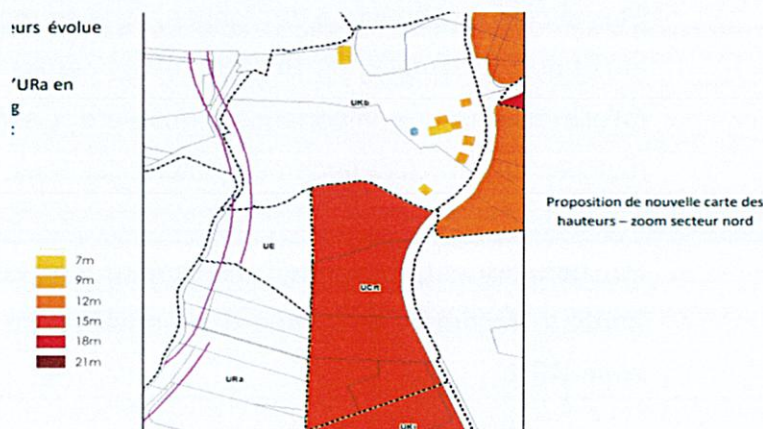 urs évolue
'URa en
g
:
7m
9m
12m
15m
18m
21m
UE
URa
Proposition de nouvelle carte des
hauteurs – zoom secteur nord